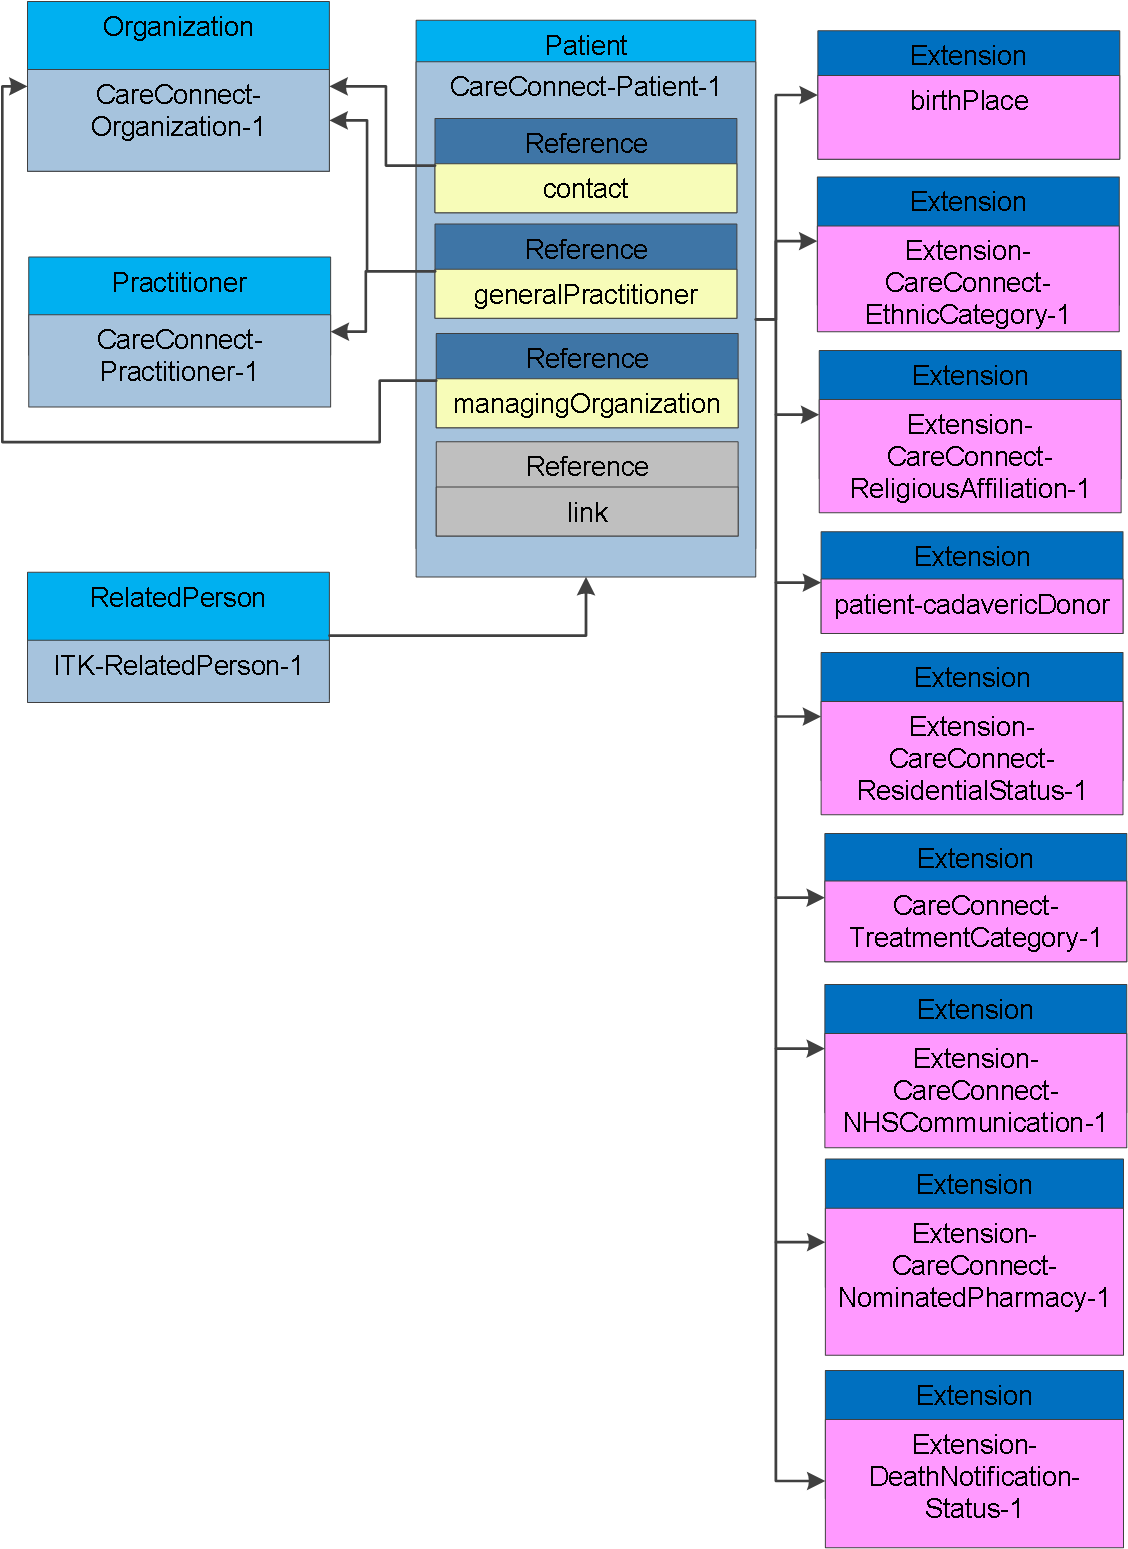 Organization
CareConnect-
Organization-1
Practitioner
CareConnect-
Practitioner-1
RelatedPerson
ITK-RelatedPerson-1
Patient
CareConnect-Patient-1
Reference
contact
Reference
generalPractitioner
Reference
managingOrganization
Reference
link
Extension
birthPlace
Extension
Extension-
CareConnect-
EthnicCategory-1
Extension
Extension-
CareConnect-
ReligiousAffiliation-1
Extension
patient-cadavericDonor
Extension
Extension-
CareConnect-
ResidentialStatus-1
Extension
CareConnect-
TreatmentCategory-1
Extension
Extension-
CareConnect-
NHSCommunication-1
Extension
Extension-
CareConnect-
NominatedPharmacy-1
Extension
Extension-
DeathNotification-
Status-1